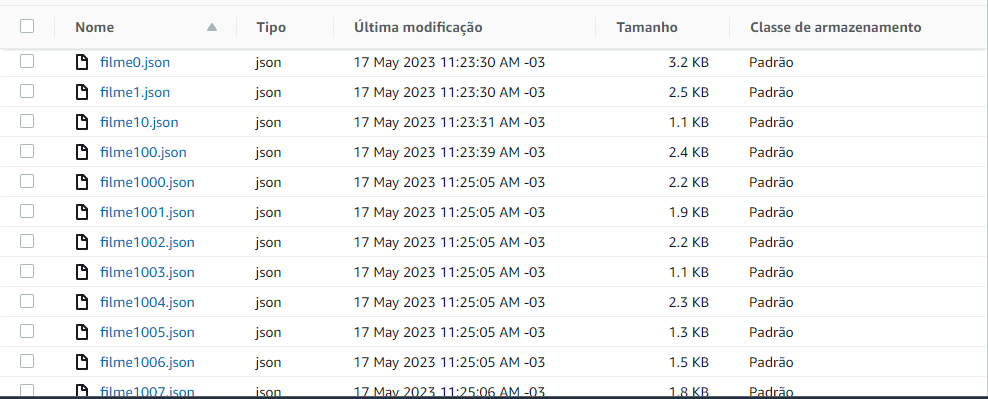 Nome Tipo Última modificação Tamanho Classe de armazenamento
filme0.json json 17 May 2023 11:23:30 AM -03 3.2 KB Padrão
filme1.json json 17 May 2023 11:23:30 AM -03 2.5 KB Padrão
filme10.json json 17 May 2023 11:23:31 AM -03 1.1 KB Padrão
filme100.json json 17 May 2023 11:23:39 AM -03 2.4 KB Padrão
filme1000.json json 17 May 2023 11:25:05 AM -03 2.2 KB Padrão
filme1001.json json 17 May 2023 11:25:05 AM -03 1.9 KB Padrão
filme1002.json json 17 May 2023 11:25:05 AM -03 2.2 KB Padrão
filme1003.json json 17 May 2023 11:25:05 AM -03 1.1 KB Padrão
filme1004.json json 17 May 2023 11:25:05 AM -03 2.3 KB Padrão
filme1005.json json 17 May 2023 11:25:05 AM -03 1.3 KB Padrão
filme1006.json json 17 May 2023 11:25:05 AM -03 1.5 KB Padrão
filme1007.json json 17 May 2023 11:25:06 AM -03 1.8 KB Padrão